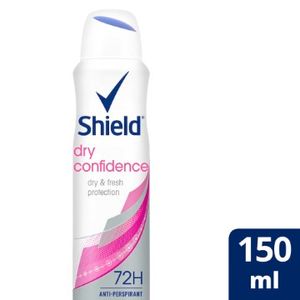 Shield
dry
confidence
dry & fresh
protection
72H
ANTI-PERSPIRANT
150
ml